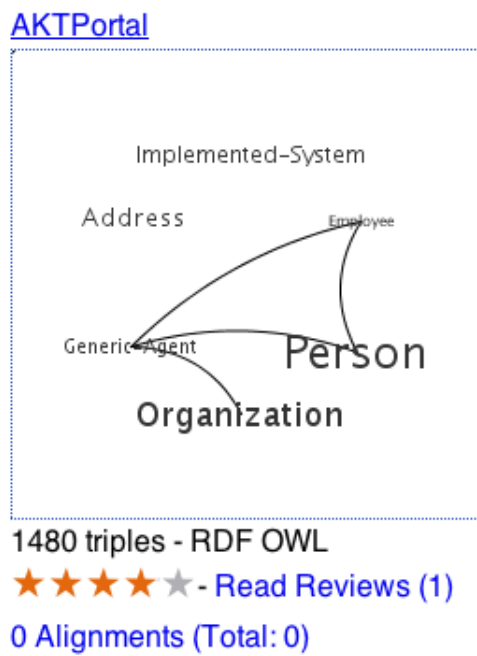 AKTPortal
Implemented-System
Address
Employee
Generic-Agent
Person
Organization
1480 triples - RDF OWL
- Read Reviews (1)
0 Alignments (Total: 0)